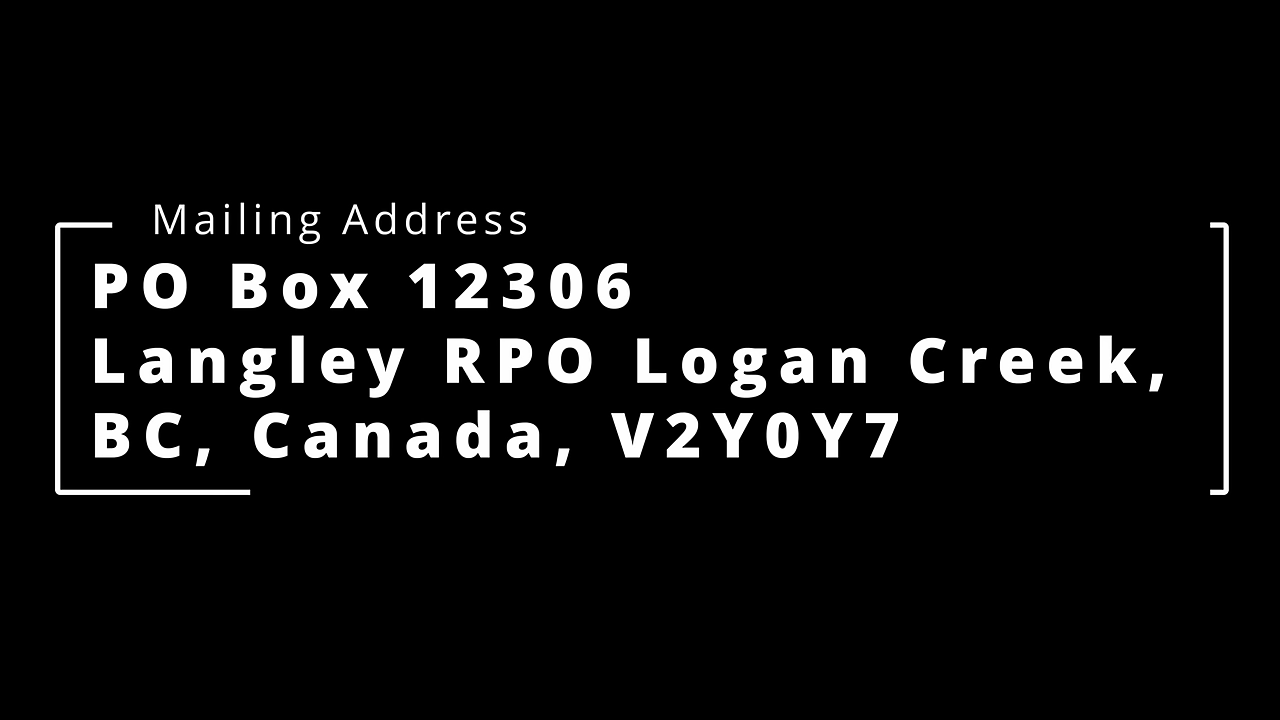 Mailing Address
PO Box 12306
Langley RPO Logan Creek,
BC, Canada, V2Y0Y7